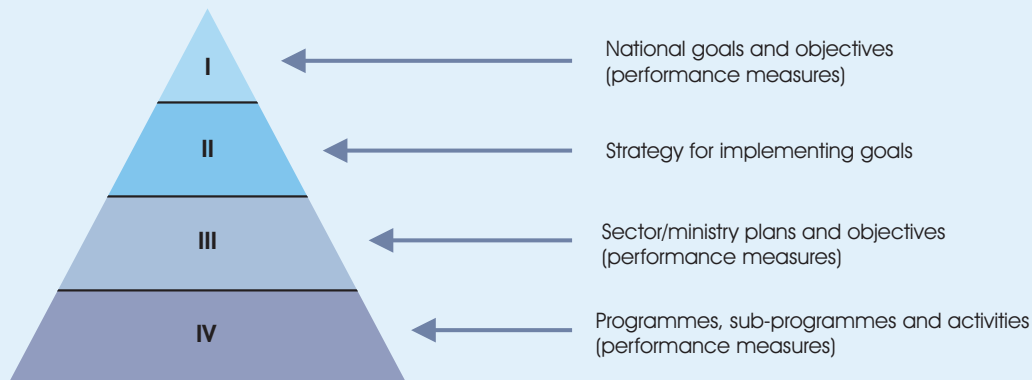 I
National goals and objectives
(performance measures)
II
Strategy for implementing goals
III
Sector/ministry plans and objectives
(performance measures)
IV
Programmes, sub-programmes and activities
(performance measures)